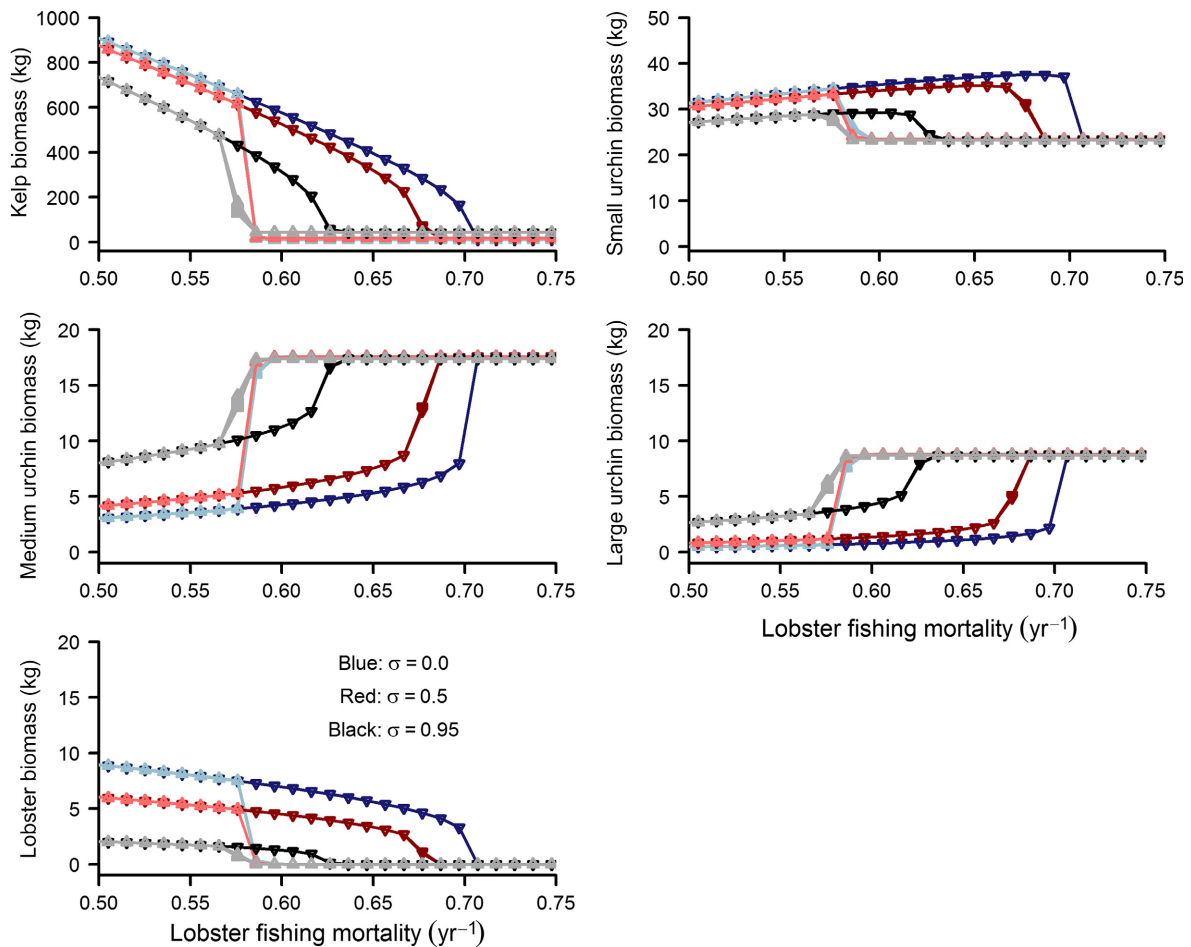 Kelp biomass (kg)
1000
800
600
400
200
0
0.50 0.55 0.60 0.65 0.70 0.75
Small urchin biomass (kg)
50
40
30
20
10
0
0.50 0.55 0.60 0.65 0.70 0.75
Medium urchin biomass (kg)
20
15
10
5
0
0.50 0.55 0.60 0.65 0.70 0.75
Large urchin biomass (kg)
20
15
10
5
0
0.50 0.55 0.60 0.65 0.70 0.75
Lobster fishing mortality (yr⁻¹)
Lobster biomass (kg)
20
15
10
5
0
Blue: σ = 0.0
Red: σ = 0.5
Black: σ = 0.95
0.50 0.55 0.60 0.65 0.70 0.75
Lobster fishing mortality (yr⁻¹)